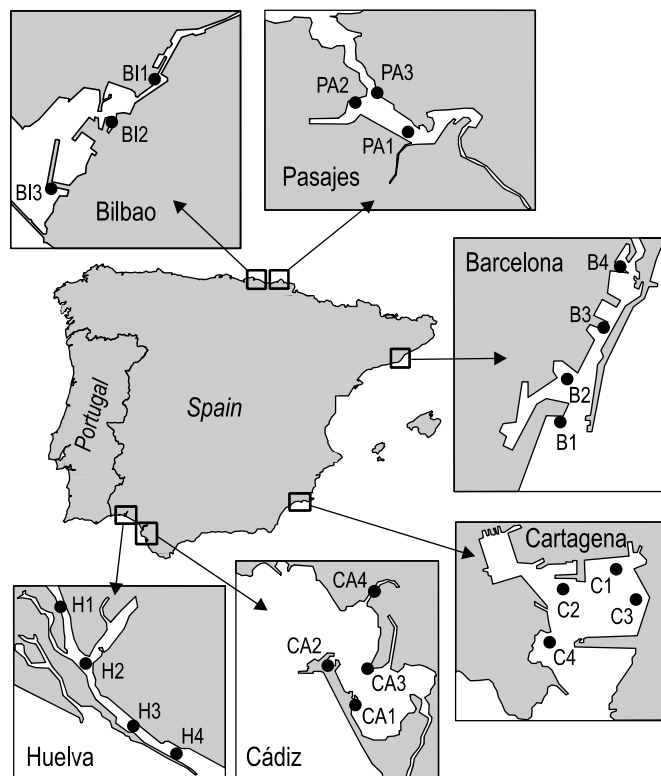 BI1
BI2
BI3
Bilbao
PA3
PA2
PA1
Pasajes
Barcelona
B4
B3
B2
B1
Portugal
Spain
Cartagena
C1
C2
C3
C4
H1
H2
H3
H4
Huelva
CA4
CA2
CA3
CA1
Cádiz